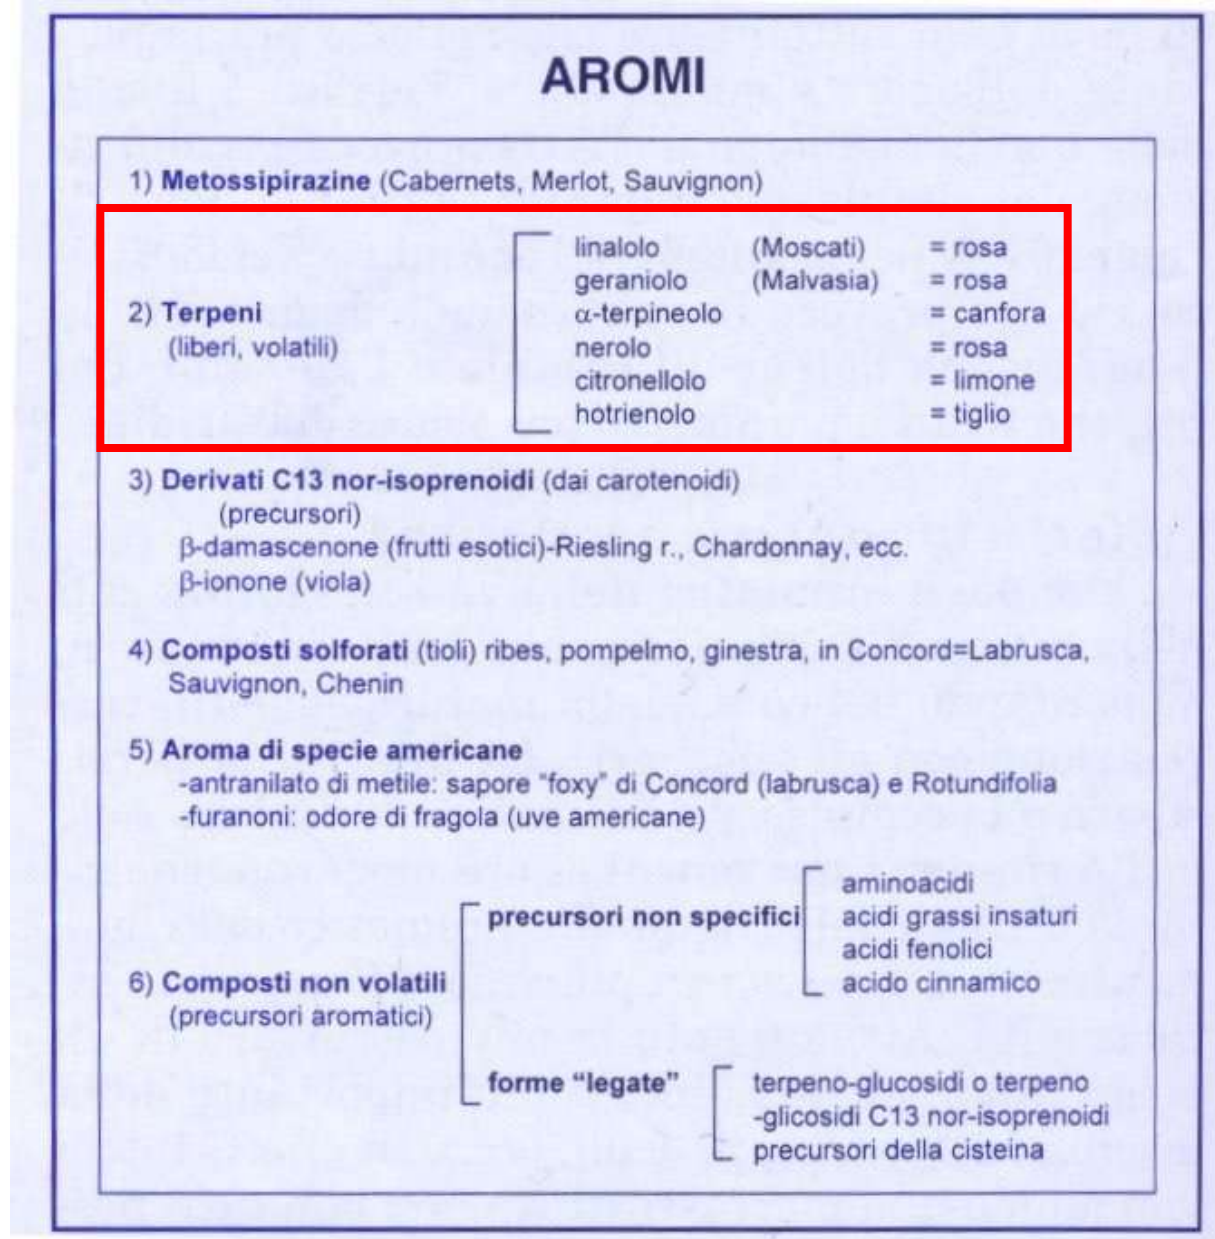 AROMI
1) Metossipirazine (Cabernets, Merlot, Sauvignon)
2) Terpeni
(liberi, volatili)
linalolo (Moscati) = rosa
geraniolo (Malvasia) = rosa
α-terpineolo = canfora
nerolo = rosa
citronellolo = limone
hotrienolo = tiglio
3) Derivati C13 nor-isoprenoidi (dai carotenoidi)
(precursori)
β-damascenone (frutti esotici)-Riesling r., Chardonnay, ecc.
β-ionone (viola)
4) Composti solforati (tioli) ribes, pompelmo, ginestra, in Concord=Labrusca,
Sauvignon, Chenin
5) Aroma di specie americane
-antranilato di metile: sapore “foxy” di Concord (labrusca) e Rotundifolia
-furanoni: odore di fragola (uve americane)
6) Composti non volatili
(precursori aromatici)
precursori non specifici
aminoacidi
acidi grassi insaturi
acidi fenolici
acido cinnamico
forme “legate”
terpeno-glucosidi o terpeno
-glicosidi C13 nor-isoprenoidi
precursori della cisteina